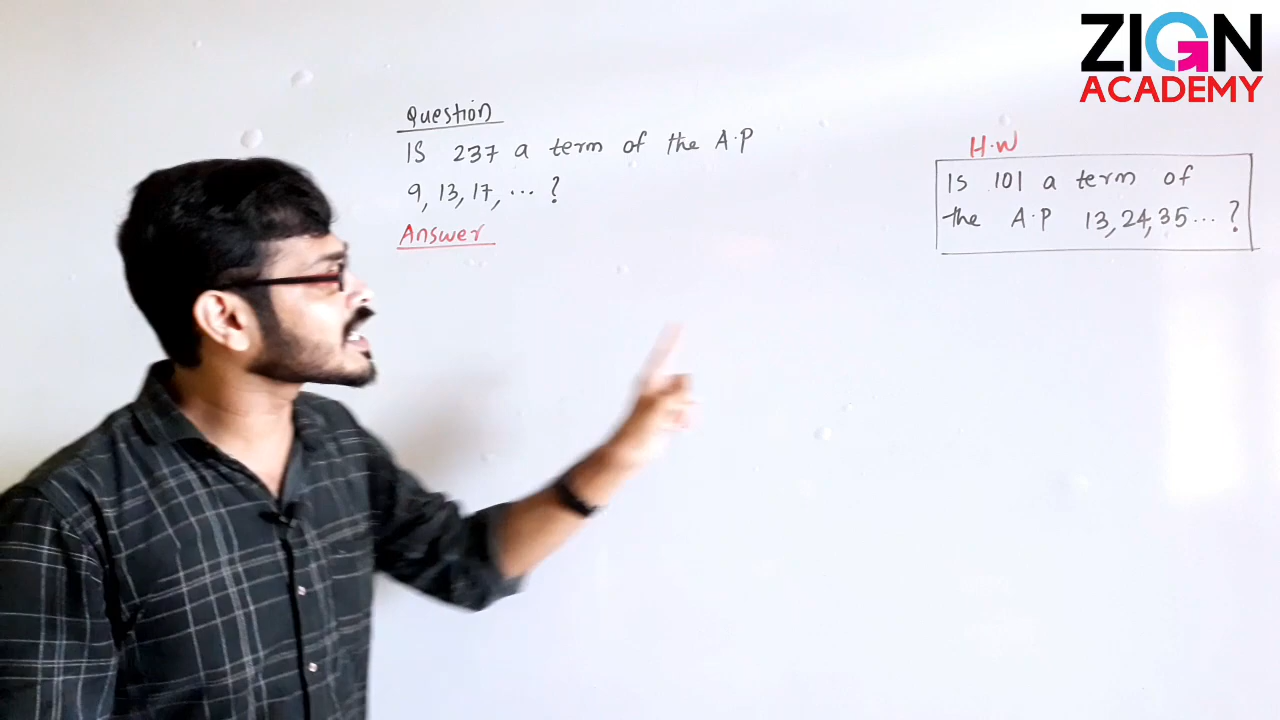 ZIGN
ACADEMY
Question
IS 237 a term of the A.P
9, 13, 17, ... ?
Answer
H.W
IS 101 a term of
the A.P 13, 24, 35... ?